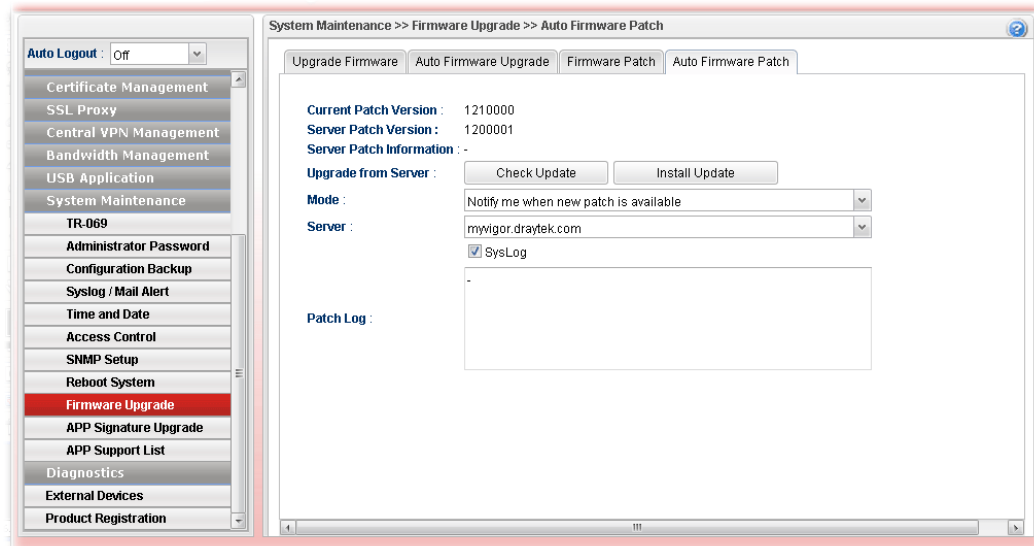 System Maintenance >> Firmware Upgrade >> Auto Firmware Patch
Auto Logout : Off
Certificate Management
SSL Proxy
Central VPN Management
Bandwidth Management
USB Application
System Maintenance
TR-069
Administrator Password
Configuration Backup
Syslog / Mail Alert
Time and Date
Access Control
SNMP Setup
Reboot System
Firmware Upgrade
APP Signature Upgrade
APP Support List
Diagnostics
External Devices
Product Registration
Upgrade Firmware Auto Firmware Upgrade Firmware Patch Auto Firmware Patch
Current Patch Version : 1210000
Server Patch Version : 1200001
Server Patch Information : -
Upgrade from Server : Check Update Install Update
Mode : Notify me when new patch is available
Server : myvigor.draytek.com
SysLog
Patch Log : -